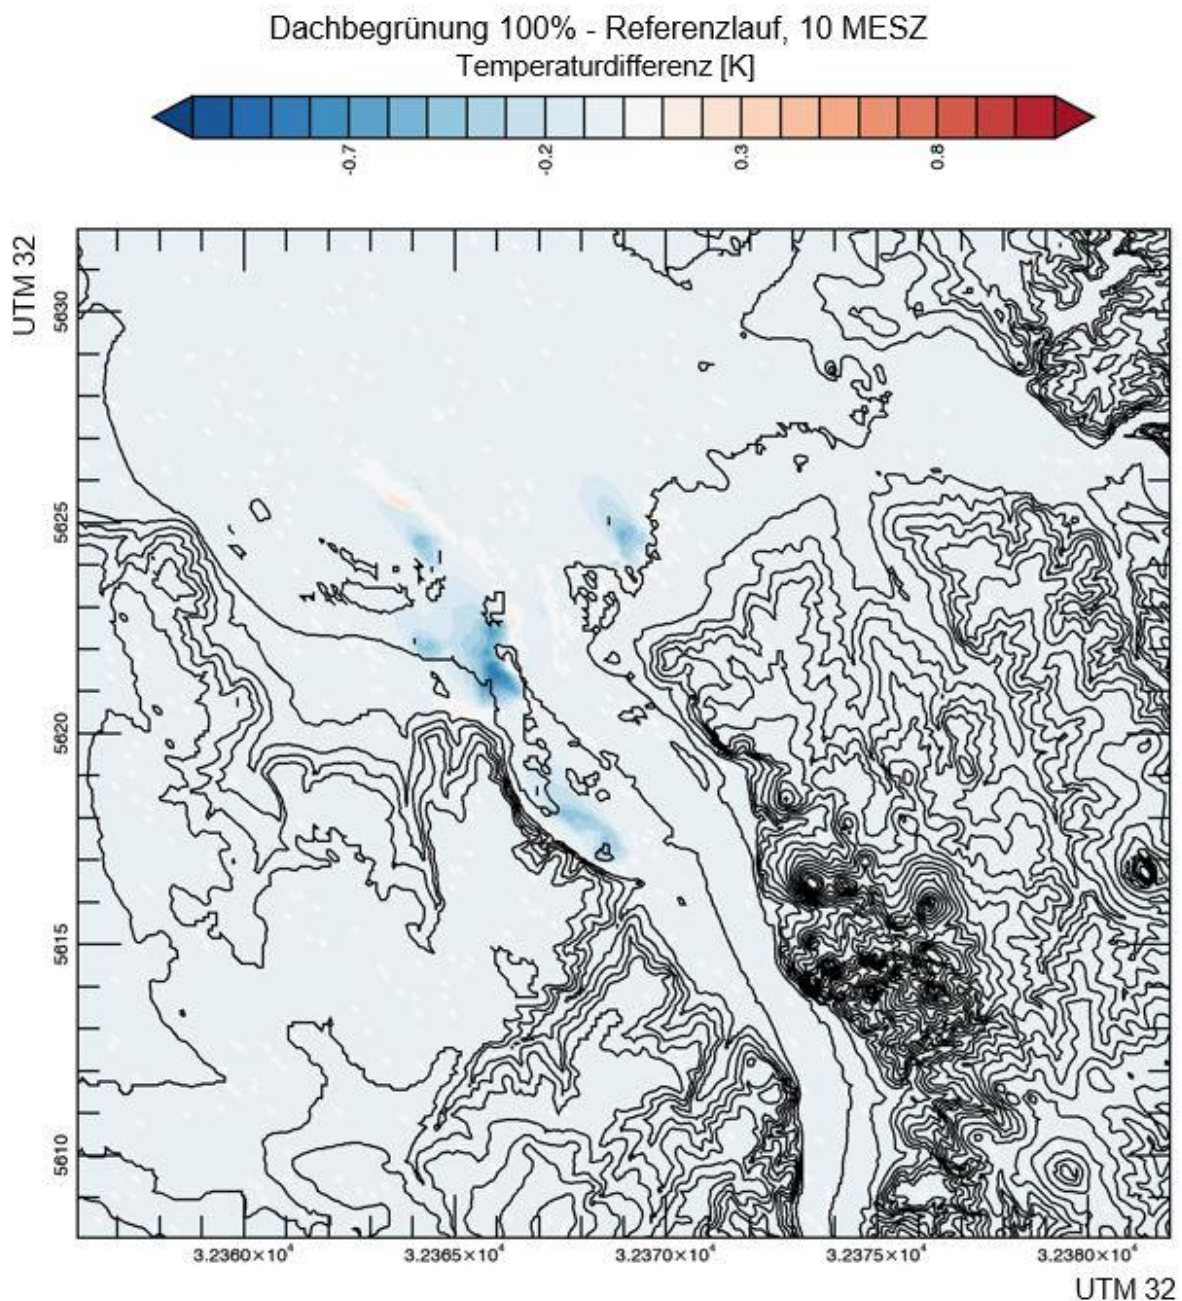 Dachbegrünung 100% - Referenzlauf, 10 MESZ
Temperaturdifferenz [K]
-0.7 -0.2 0.3 0.8
UTM 32
5630
5625
5620
5615
5610
3.2360×10⁴ 3.2365×10⁴ 3.2370×10⁴ 3.2375×10⁴ 3.2380×10⁴
UTM 32